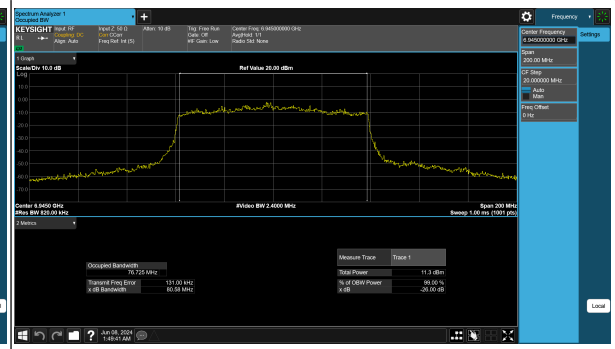 Spectrum Analyzer 1
Occupied BW
+
Frequency
KEYSIGHT
Input: RF
Input Z: 50 Ω
Atten: 10 dB
Trig: Free Run
Center Freq: 6.945000000 GHz
RL
Coupling: DC
Corr CCorr
Gate: Off
Avg|Hold: 1/1
Align: Auto
Freq Ref: Int (S)
#IF Gain: Low
Radio Std: None
1 Graph
Scale/Div 10.0 dB
Ref Value 20.00 dBm
Log
10.0
0.00
-10.0
-20.0
-30.0
-40.0
-50.0
-60.0
-70.0
Center 6.9450 GHz
#Video BW 2.4000 MHz
Span 200 MHz
#Res BW 820.00 kHz
Sweep 1.00 ms (1001 pts)
2 Metrics
Measure Trace
Trace 1
Occupied Bandwidth
76.725 MHz
Total Power
11.3 dBm
Transmit Freq Error
131.00 kHz
% of OBW Power
99.00 %
x dB Bandwidth
80.58 MHz
x dB
-26.00 dB
Center Frequency
6.945000000 GHz
Settings
Span
200.00 MHz
CF Step
20.000000 MHz
Auto
Man
Freq Offset
0 Hz
Local
?
Jun 08, 2024
1:49:41 AM